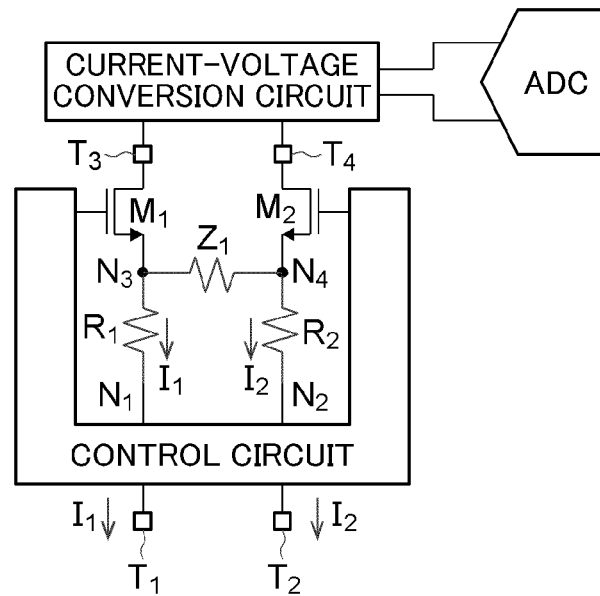 CURRENT-VOLTAGE
CONVERSION CIRCUIT
ADC
T3
T4
M1
M2
Z1
N3
N4
R1
R2
I1
I2
N1
N2
CONTROL CIRCUIT
I1
I2
T1
T2